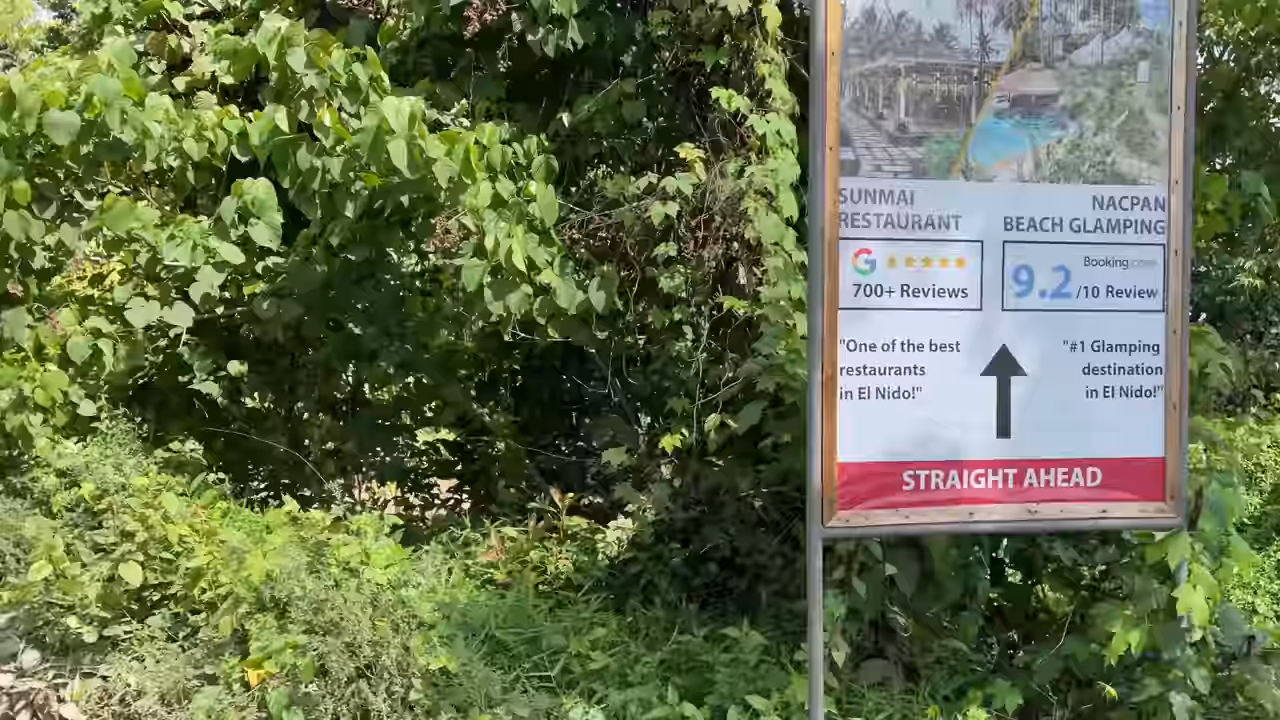 SUNMAI
RESTAURANT
G
700+ Reviews
"One of the best
restaurants
in El Nido!"
NACPAN
BEACH GLAMPING
Booking.com
9.2 /10 Review
"#1 Glamping
destination
in El Nido!"
STRAIGHT AHEAD